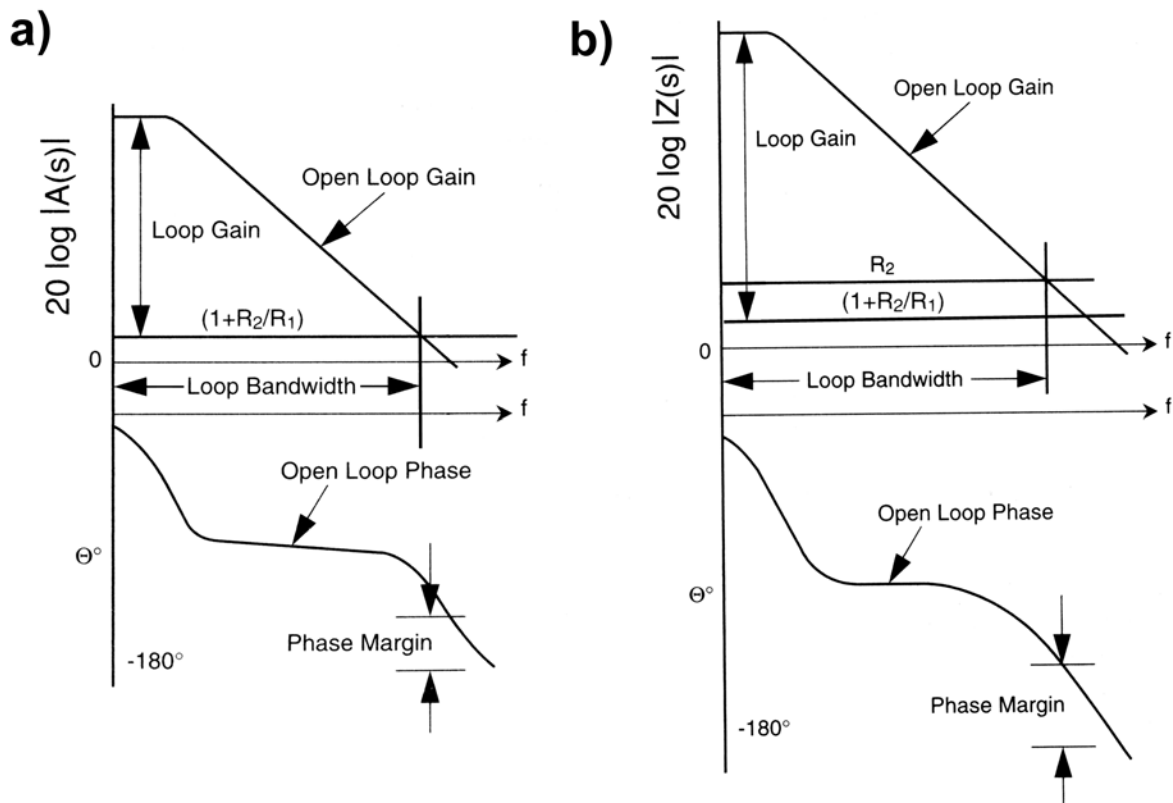 a)
20 log |A(s)|
Open Loop Gain
Loop Gain
(1+R₂/R₁)
0
f
Loop Bandwidth
f
Open Loop Phase
Θ°
Phase Margin
-180°
b)
20 log |Z(s)|
Open Loop Gain
Loop Gain
R₂
(1+R₂/R₁)
0
f
Loop Bandwidth
f
Open Loop Phase
Θ°
Phase Margin
-180°